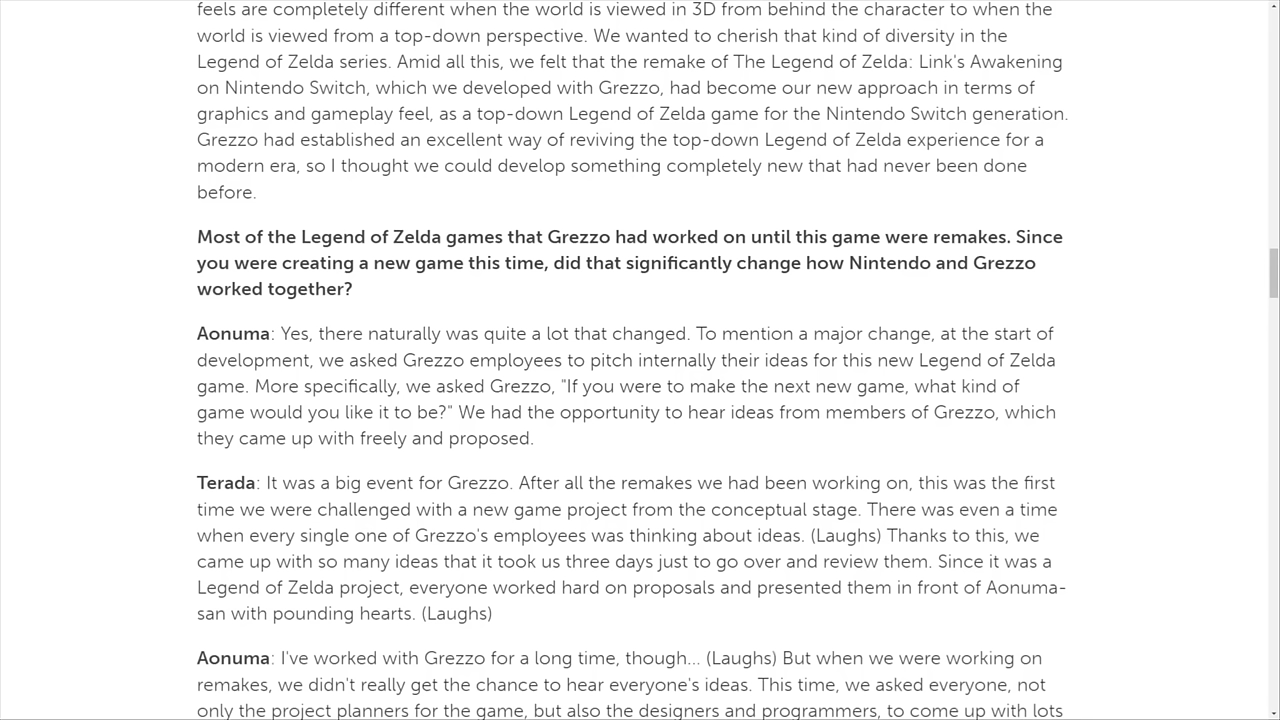 feels are completely different when the world is viewed in 3D from behind the character to when the
world is viewed from a top-down perspective. We wanted to cherish that kind of diversity in the
Legend of Zelda series. Amid all this, we felt that the remake of The Legend of Zelda: Link's Awakening
on Nintendo Switch, which we developed with Grezzo, had become our new approach in terms of
graphics and gameplay feel, as a top-down Legend of Zelda game for the Nintendo Switch generation.
Grezzo had established an excellent way of reviving the top-down Legend of Zelda experience for a
modern era, so I thought we could develop something completely new that had never been done
before.
Most of the Legend of Zelda games that Grezzo had worked on until this game were remakes. Since
you were creating a new game this time, did that significantly change how Nintendo and Grezzo
worked together?
Aonuma: Yes, there naturally was quite a lot that changed. To mention a major change, at the start of
development, we asked Grezzo employees to pitch internally their ideas for this new Legend of Zelda
game. More specifically, we asked Grezzo, "If you were to make the next new game, what kind of
game would you like it to be?" We had the opportunity to hear ideas from members of Grezzo, which
they came up with freely and proposed.
Terada: It was a big event for Grezzo. After all the remakes we had been working on, this was the first
time we were challenged with a new game project from the conceptual stage. There was even a time
when every single one of Grezzo's employees was thinking about ideas. (Laughs) Thanks to this, we
came up with so many ideas that it took us three days just to go over and review them. Since it was a
Legend of Zelda project, everyone worked hard on proposals and presented them in front of Aonuma-
san with pounding hearts. (Laughs)
Aonuma: I've worked with Grezzo for a long time, though... (Laughs) But when we were working on
remakes, we didn't really get the chance to hear everyone's ideas. This time, we asked everyone, not
only the project planners for the game, but also the designers and programmers, to come up with lots